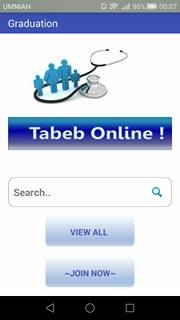 UMNIAH 96% 00:07
Graduation
Tabeb Online !
Search..
VIEW ALL
~JOIN NOW~